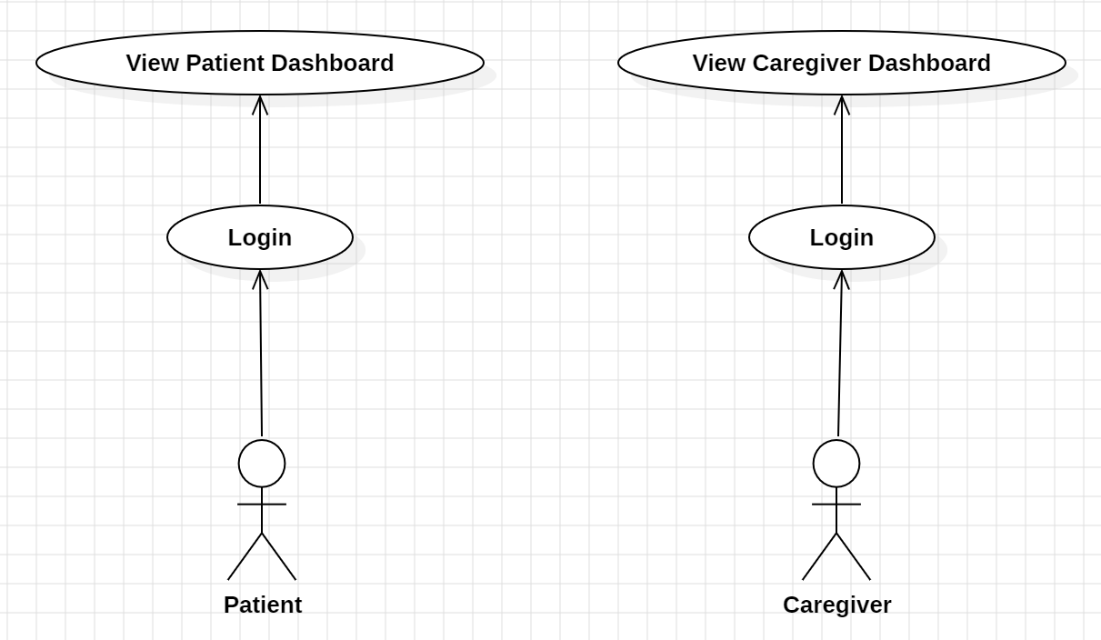 View Patient Dashboard
View Caregiver Dashboard
Login
Login
Patient
Caregiver